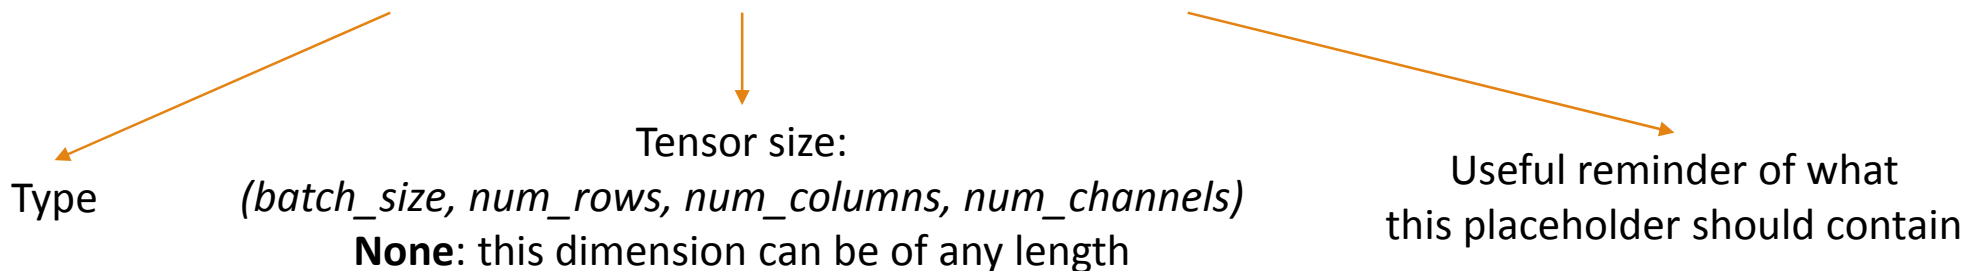 Type
Tensor size:
(batch_size, num_rows, num_columns, num_channels)
None: this dimension can be of any length
Useful reminder of what
this placeholder should contain